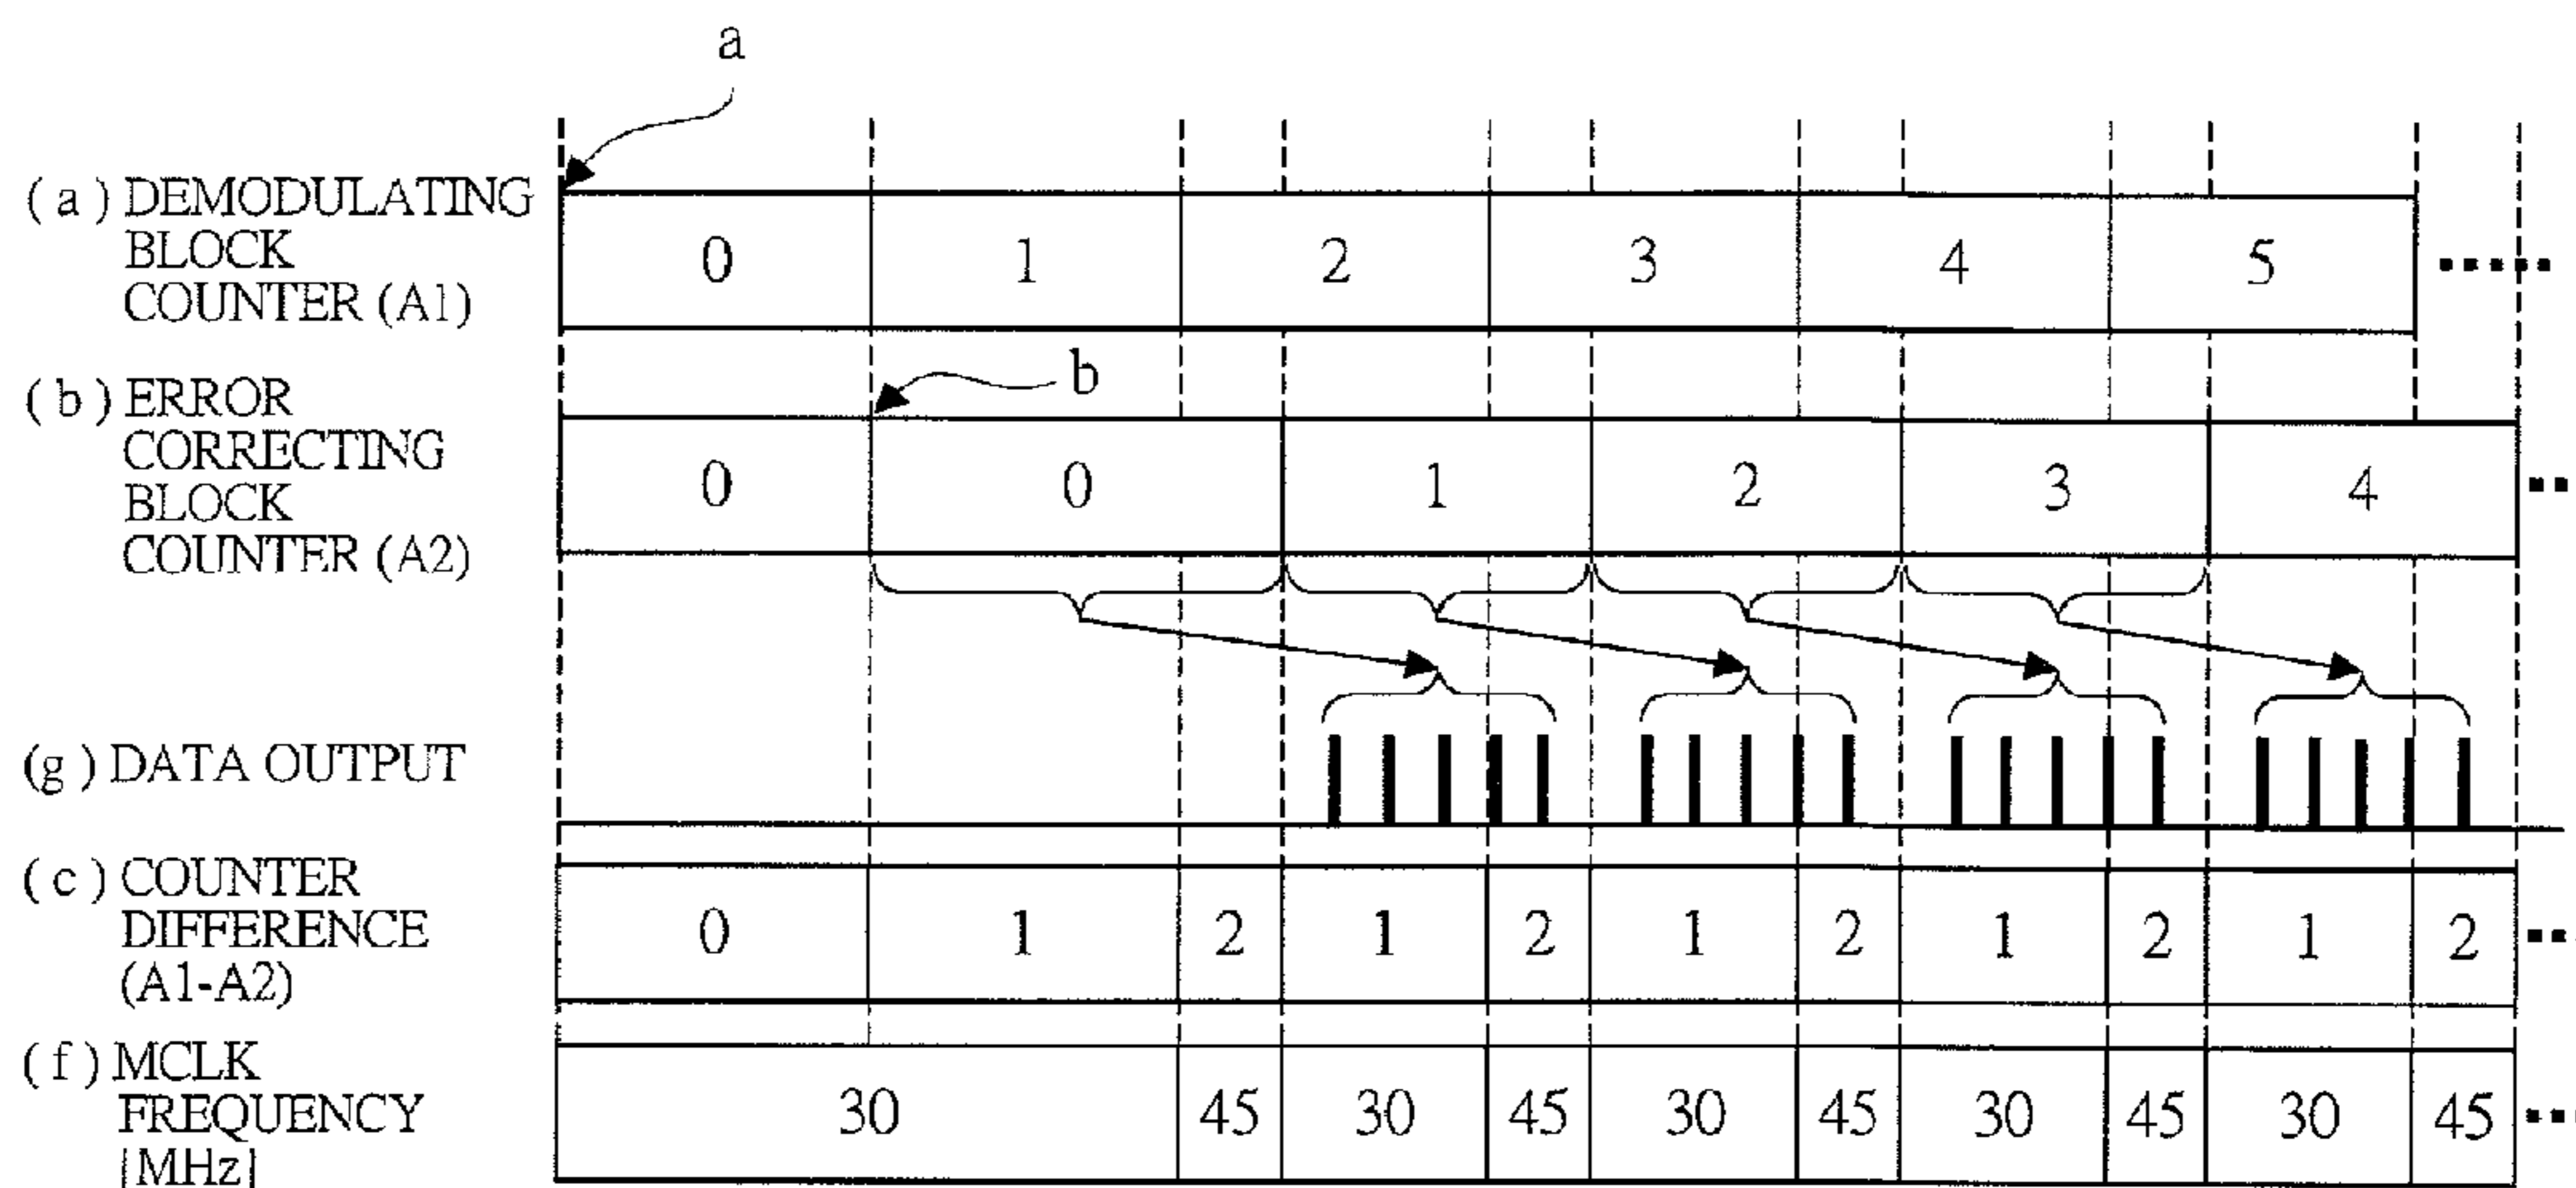 a
( a ) DEMODULATING
BLOCK
COUNTER (A1)
0 1 2 3 4 5 .....
( b ) ERROR
CORRECTING
BLOCK
COUNTER (A2)
b
0 0 1 2 3 4 ..
(g ) DATA OUTPUT
( c ) COUNTER
DIFFERENCE
(A1-A2)
0 1 2 1 2 1 2 1 2 1 2 ...
( f ) MCLK
FREQUENCY
[MHz]
30 45 30 45 30 45 30 45 30 45 ...